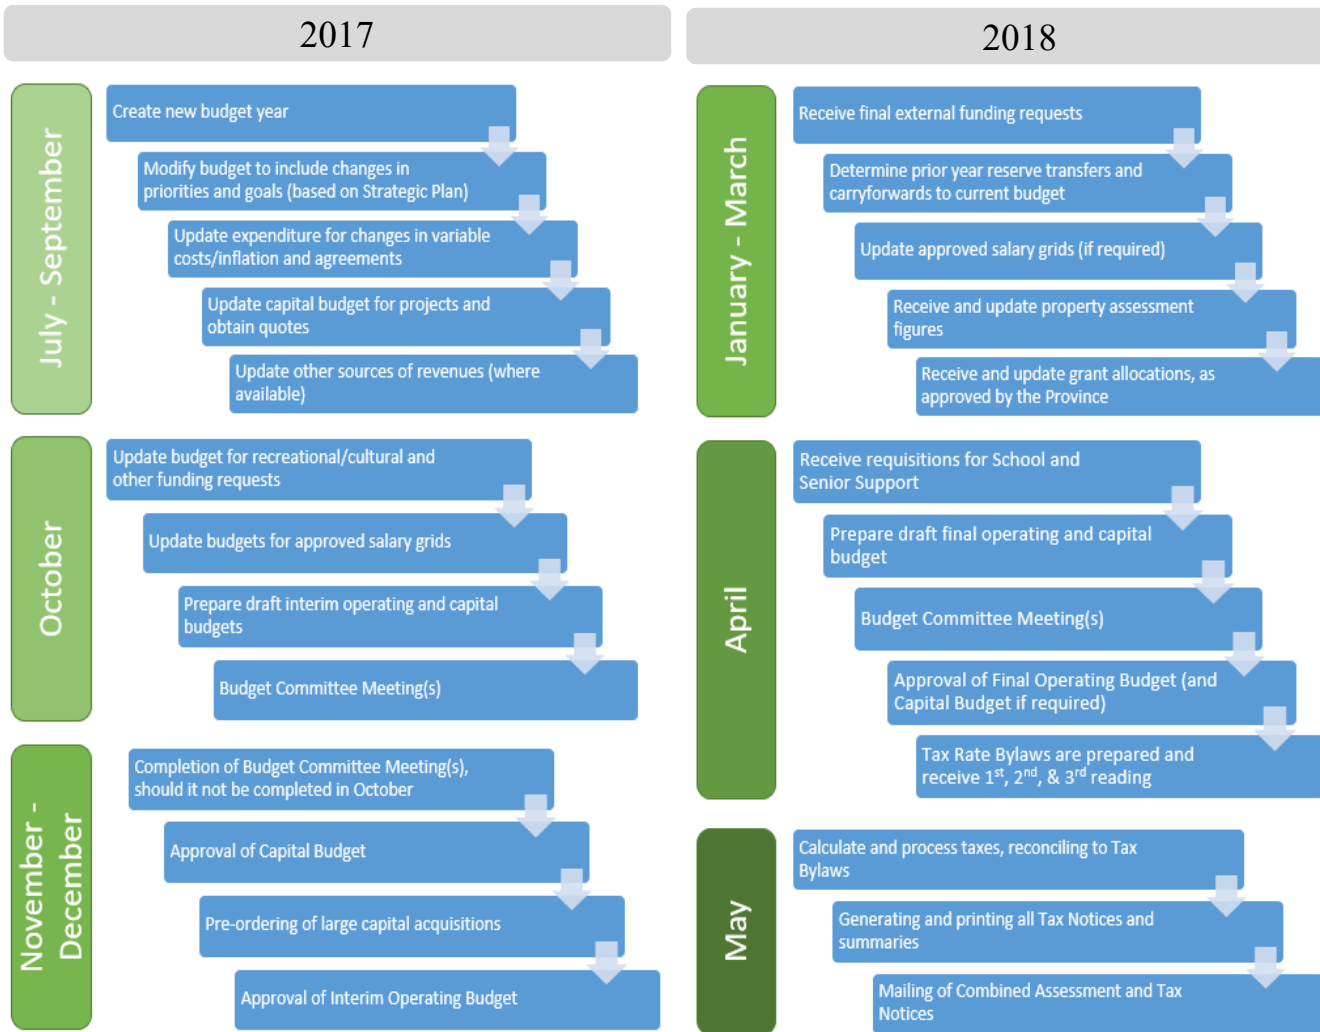 2017
July - September
Create new budget year
Modify budget to include changes in
priorities and goals (based on Strategic Plan)
Update expenditure for changes in variable
costs/inflation and agreements
Update capital budget for projects and
obtain quotes
Update other sources of revenues (where
available)
October
Update budget for recreational/cultural and
other funding requests
Update budgets for approved salary grids
Prepare draft interim operating and capital
budgets
Budget Committee Meeting(s)
November -
December
Completion of Budget Committee Meeting(s),
should it not be completed in October
Approval of Capital Budget
Pre-ordering of large capital acquisitions
Approval of Interim Operating Budget
2018
January - March
Receive final external funding requests
Determine prior year reserve transfers and
carryforwards to current budget
Update approved salary grids (if required)
Receive and update property assessment
figures
Receive and update grant allocations, as
approved by the Province
April
Receive requisitions for School and
Senior Support
Prepare draft final operating and capital
budget
Budget Committee Meeting(s)
Approval of Final Operating Budget (and
Capital Budget if required)
Tax Rate Bylaws are prepared and
receive 1st, 2nd, & 3rd reading
May
Calculate and process taxes, reconciling to Tax
Bylaws
Generating and printing all Tax Notices and
summaries
Mailing of Combined Assessment and Tax
Notices